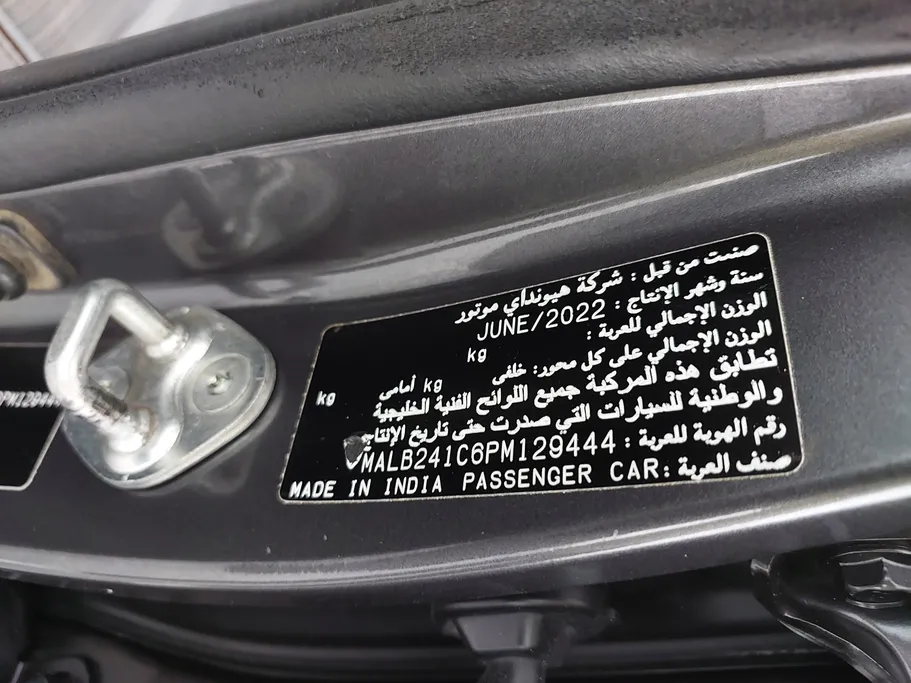 صنعت من قبل : شركة هيونداي موتور
سنة وشهر الإنتاج : JUNE/2022
الوزن الإجمالي للعربة : kg
الوزن الإجمالي على كل محور: خلفى kg أمامى kg
تطابق هذه المركبة جميع اللوائح الفنية الخليجية
والوطنية للسيارات التي صدرت حتى تاريخ الإنتاج
رقم الهوية للعربة : MALB241C6PM129444
صنف العربة : PASSENGER CAR MADE IN INDIA